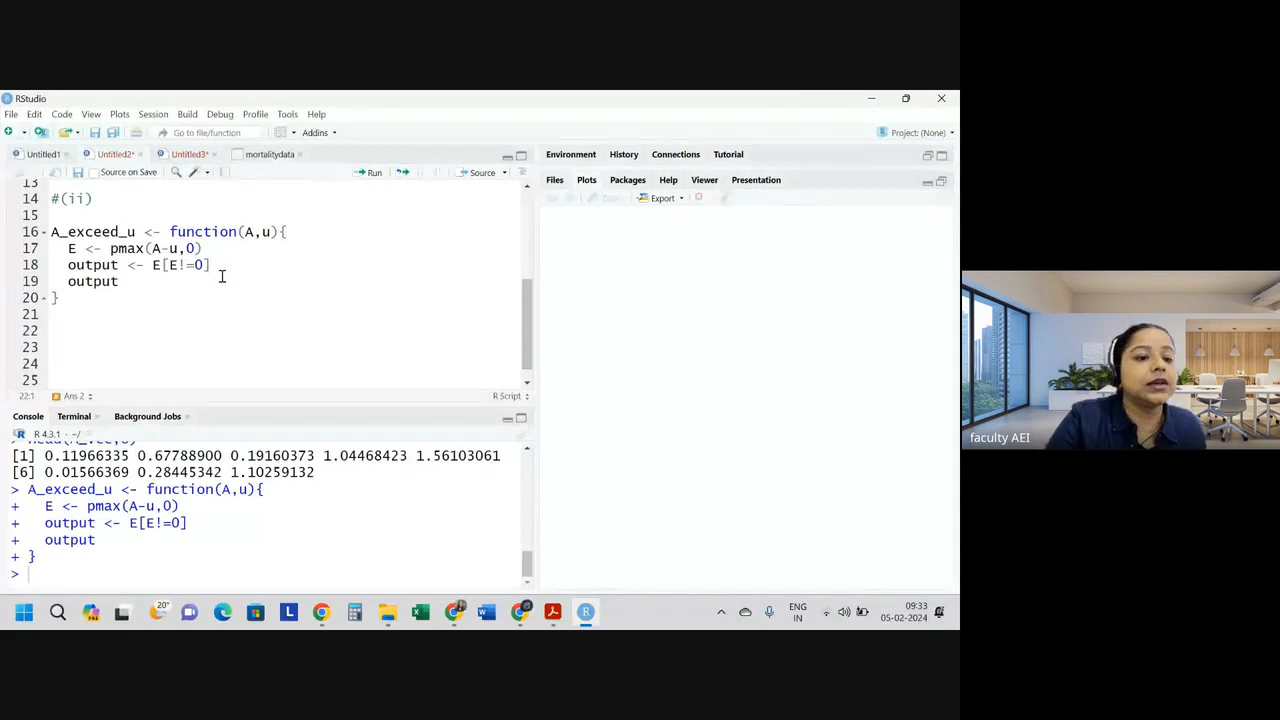 RStudio
File Edit Code View Plots Session Build Debug Profile Tools Help
Go to file/function Addins Project: (None)
Untitled1 Untitled2* Untitled3* mortalitydata
Source on Save Run Source
13
14 #(ii)
15
16 A_exceed_u <- function(A,u){
17 E <- pmax(A-u,0)
18 output <- E[E!=0]
19 output
20 }
21
22
23
24
25
22:1 Ans 2 R Script
Console Terminal Background Jobs
R 4.3.1 · ~/
[1] 0.11966335 0.67788900 0.19160373 1.04468423 1.56103061
[6] 0.01566369 0.28445342 1.10259132
> A_exceed_u <- function(A,u){
+ E <- pmax(A-u,0)
+ output <- E[E!=0]
+ output
+ }
>
Environment History Connections Tutorial
Files Plots Packages Help Viewer Presentation
Export
faculty AEI
20°
ENG
IN
09:33
05-02-2024